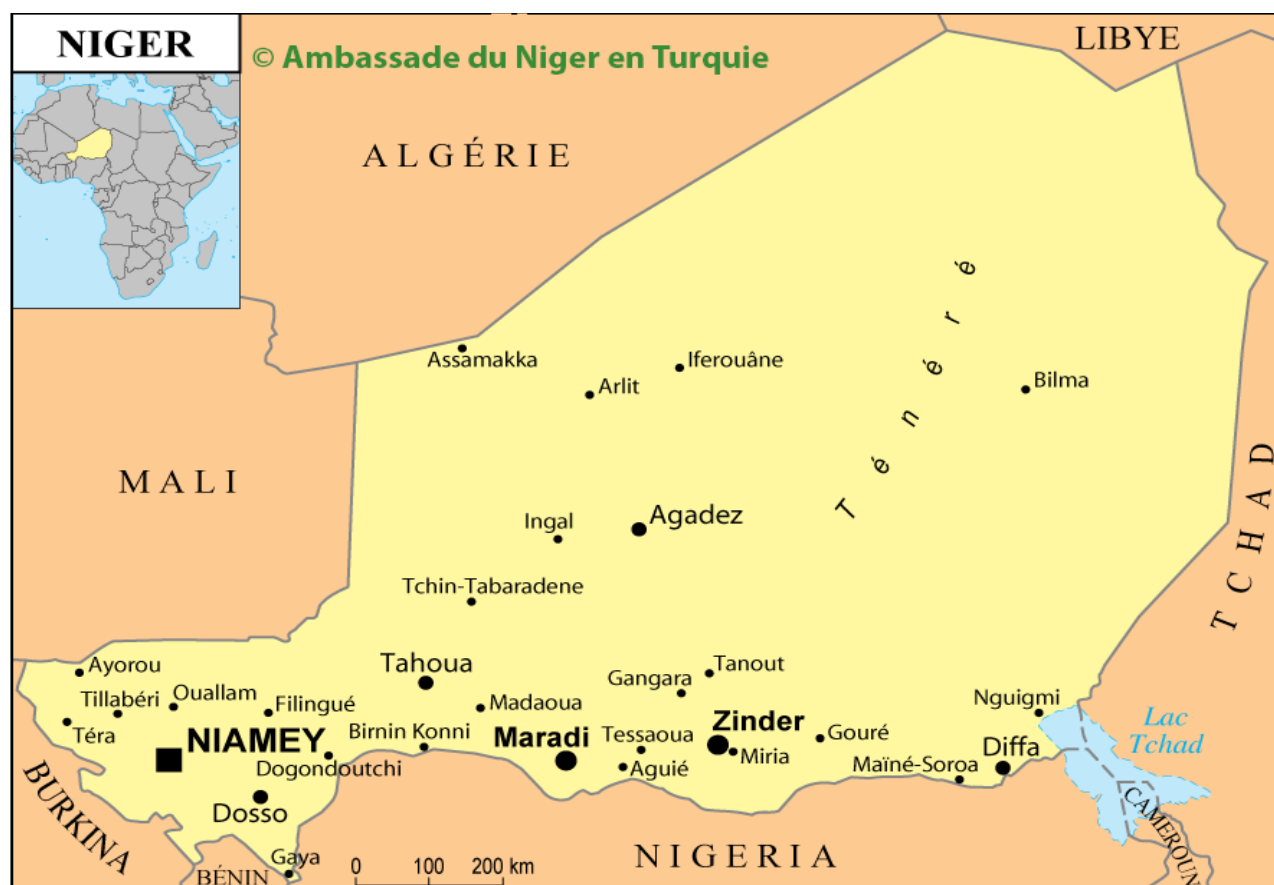 NIGER
© Ambassade du Niger en Turquie
LIBYE
ALGÉRIE
Assamakka
Iferouâne
Arlit
Bilma
Ténéré
MALI
TCHAD
Ingal
Agadez
Tchin-Tabaradene
Ayorou
Tahoua
Tanout
Gangara
Tillabéri
Ouallam
Filingué
Madaoua
Nguigmi
Téra
NIAMEY
Birnin Konni
Maradi
Tessaoua
Zinder
Gouré
Lac
Tchad
Diffa
Dogondoutchi
Aguié
Miria
Maïné-Soroa
BURKINA
Dosso
CAMEROUN
Gaya
BÉNIN
0 100 200 km
NIGERIA